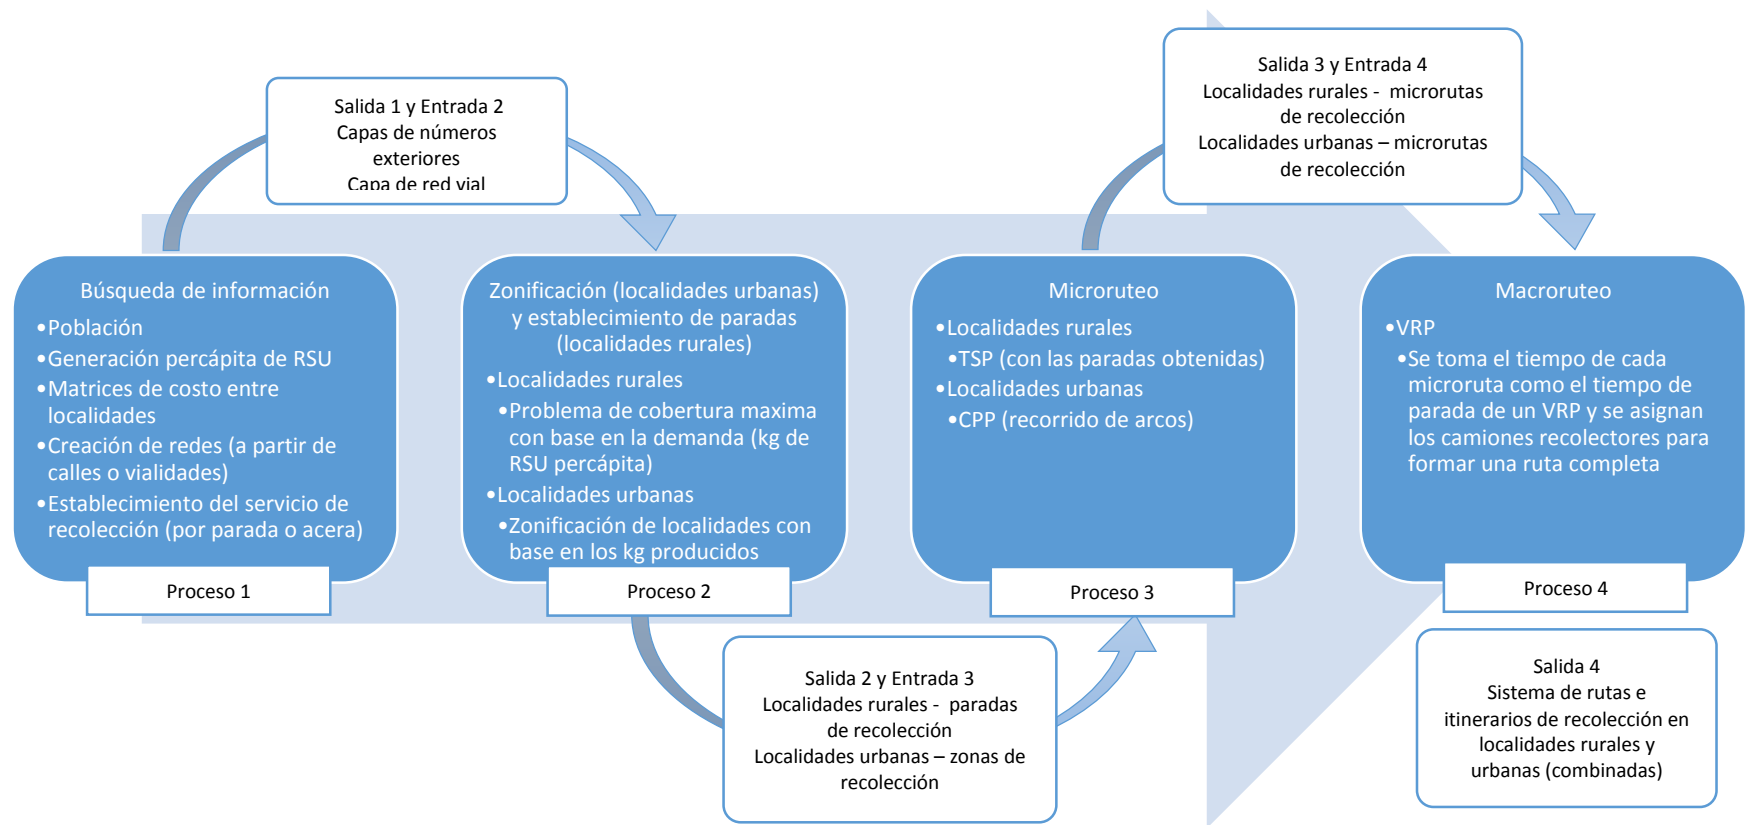 Salida 1 y Entrada 2
Capas de números
exteriores
Capa de red vial
Salida 3 y Entrada 4
Localidades rurales -  microrutas
de recolección
Localidades urbanas – microrutas
de recolección
Búsqueda de información
•Población
•Generación percápita de RSU
•Matrices de costo entre
localidades
•Creación de redes (a partir de
calles o vialidades)
•Establecimiento del servicio de
recolección (por parada o acera)
Proceso 1
Zonificación (localidades urbanas)
y establecimiento de paradas
(localidades rurales)
•Localidades rurales
•Problema de cobertura maxima
con base en la demanda (kg de
RSU percápita)
•Localidades urbanas
•Zonificación de localidades con
base en los kg producidos
Proceso 2
Microruteo
•Localidades rurales
•TSP (con las paradas obtenidas)
•Localidades urbanas
•CPP (recorrido de arcos)
Proceso 3
Macroruteo
•VRP
•Se toma el tiempo de cada
microruta como el tiempo de
parada de un VRP y se asignan
los camiones recolectores para
formar una ruta completa
Proceso 4
Salida 2 y Entrada 3
Localidades rurales -  paradas
de recolección
Localidades urbanas – zonas de
recolección
Salida 4
Sistema de rutas e
itinerarios de recolección en
localidades rurales y
urbanas (combinadas)